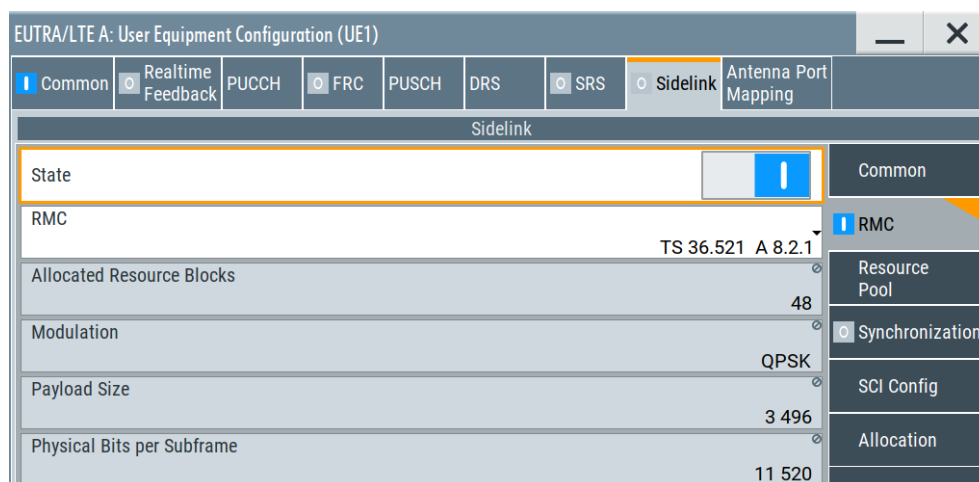 EUTRA/LTE A: User Equipment Configuration (UE1)
Common
Realtime
Feedback
PUCCH
FRC
PUSCH
DRS
SRS
Sidelink
Antenna Port
Mapping
Sidelink
State
RMC
TS 36.521 A 8.2.1
Allocated Resource Blocks
48
Modulation
QPSK
Payload Size
3 496
Physical Bits per Subframe
11 520
Common
RMC
Resource
Pool
Synchronization
SCI Config
Allocation